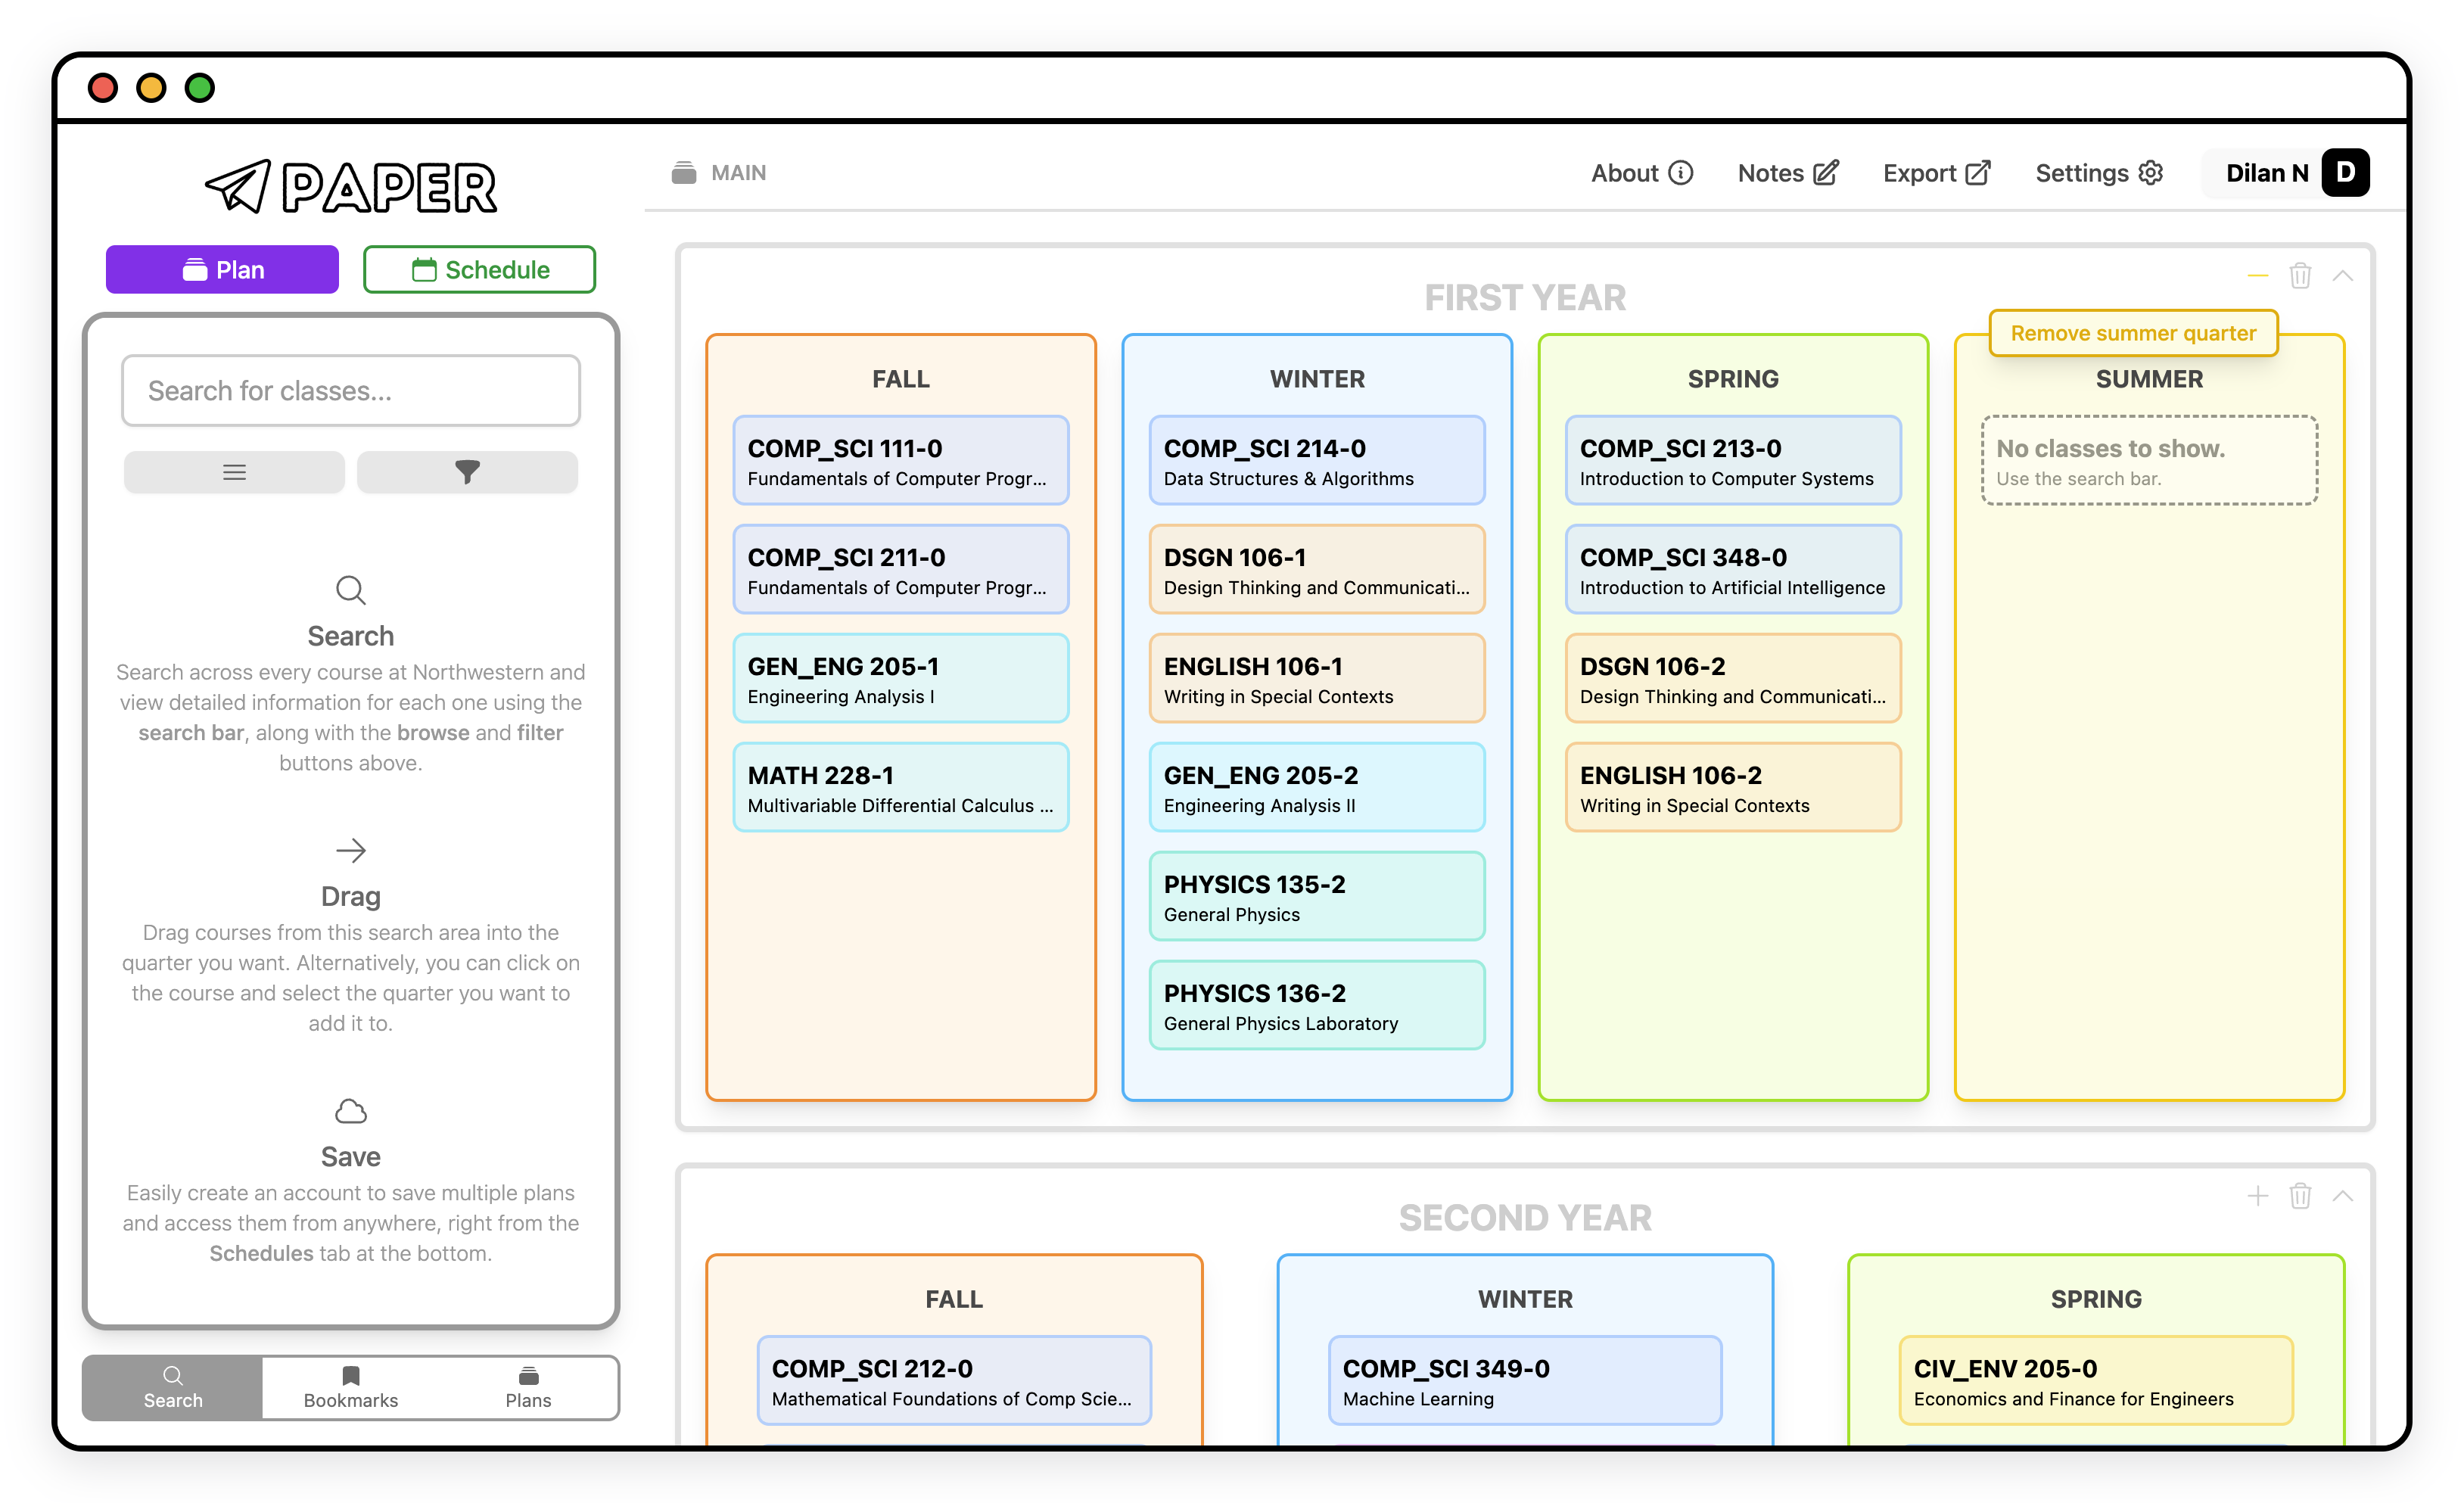 PAPER
Plan
Schedule
Search for classes...
Search
Search across every course at Northwestern and
view detailed information for each one using the
search bar, along with the browse and filter
buttons above.
Drag
Drag courses from this search area into the
quarter you want. Alternatively, you can click on
the course and select the quarter you want to
add it to.
Save
Easily create an account to save multiple plans
and access them from anywhere, right from the
Schedules tab at the bottom.
Search
Bookmarks
Plans
MAIN
About
Notes
Export
Settings
Dilan N
D
FIRST YEAR
Remove summer quarter
FALL
COMP_SCI 111-0
Fundamentals of Computer Progr...
COMP_SCI 211-0
Fundamentals of Computer Progr...
GEN_ENG 205-1
Engineering Analysis I
MATH 228-1
Multivariable Differential Calculus ...
WINTER
COMP_SCI 214-0
Data Structures & Algorithms
DSGN 106-1
Design Thinking and Communicati...
ENGLISH 106-1
Writing in Special Contexts
GEN_ENG 205-2
Engineering Analysis II
PHYSICS 135-2
General Physics
PHYSICS 136-2
General Physics Laboratory
SPRING
COMP_SCI 213-0
Introduction to Computer Systems
COMP_SCI 348-0
Introduction to Artificial Intelligence
DSGN 106-2
Design Thinking and Communicati...
ENGLISH 106-2
Writing in Special Contexts
SUMMER
No classes to show.
Use the search bar.
SECOND YEAR
FALL
COMP_SCI 212-0
Mathematical Foundations of Comp Scie...
WINTER
COMP_SCI 349-0
Machine Learning
SPRING
CIV_ENV 205-0
Economics and Finance for Engineers